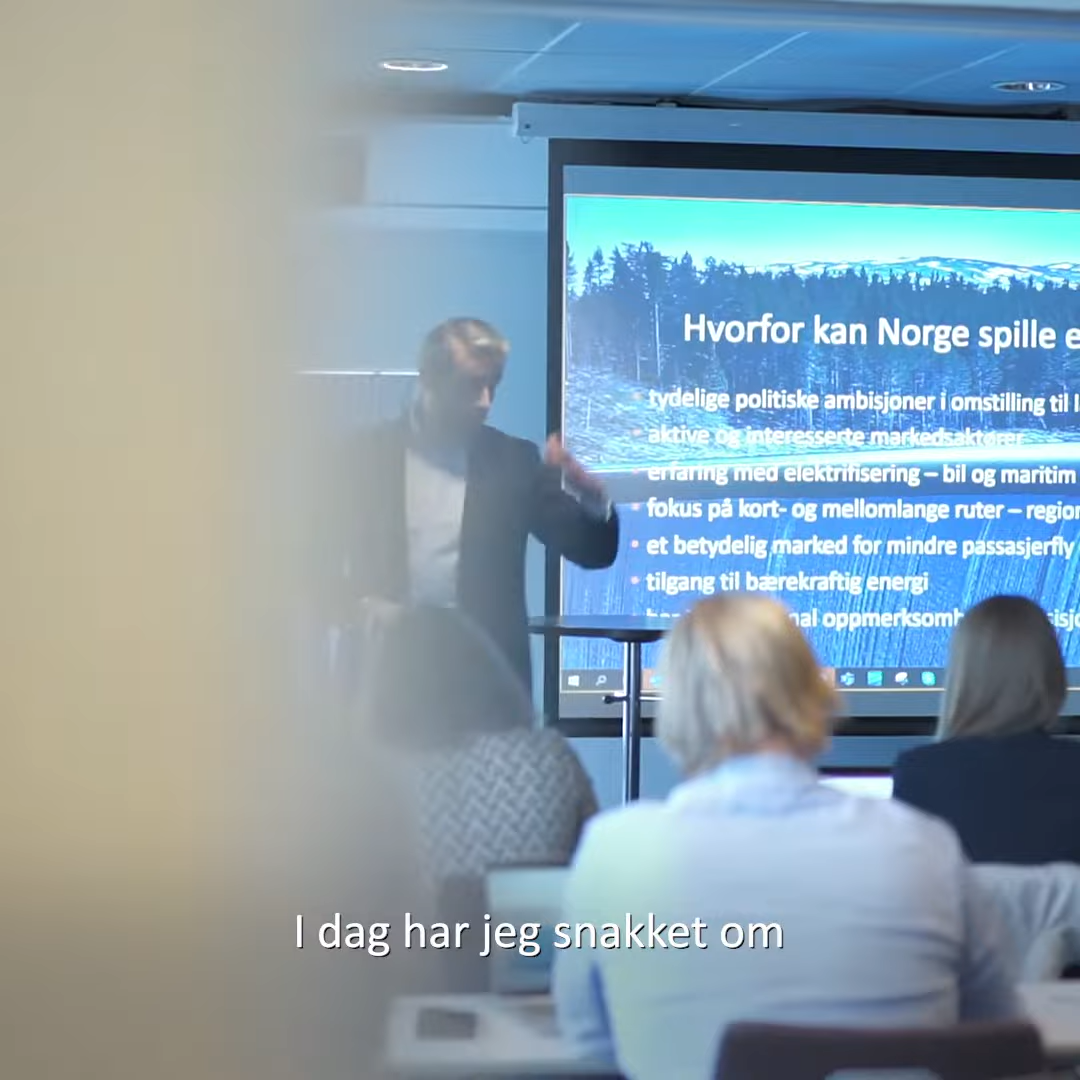 Hvorfor kan Norge spille
tydelige politiske ambisjoner i omstilling til
aktive og interesserte markedsaktører
erfaring med elektrifisering – bil og maritim
fokus på kort- og mellomlange ruter –
et betydelig marked for mindre passasjerfly
tilgang til bærekraftig energi
I dag har jeg snakket om